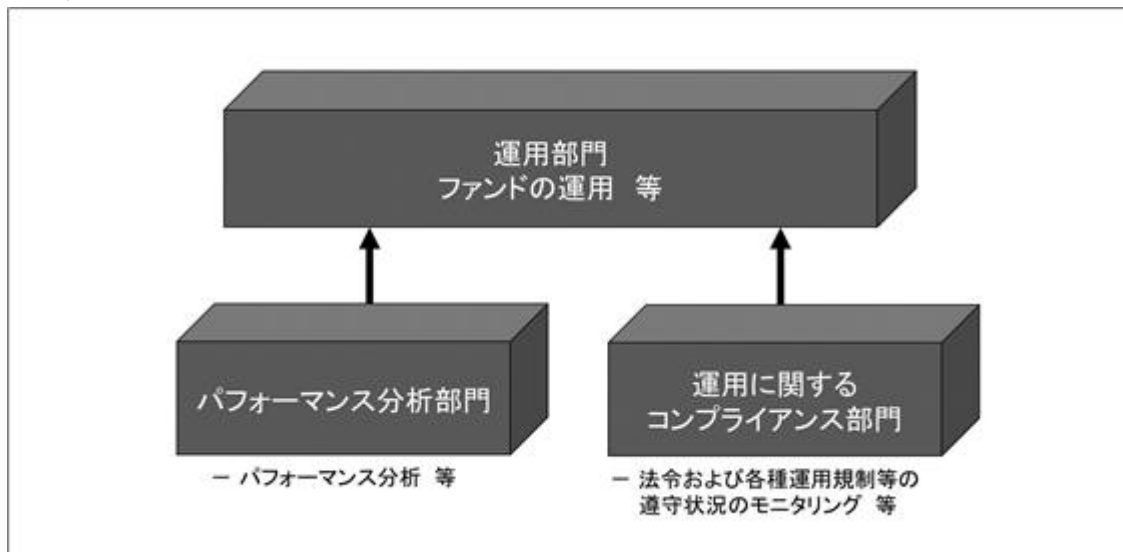 運用部門
ファンドの運用 等
パフォーマンス分析部門
運用に関する
コンプライアンス部門
― パフォーマンス分析 等
― 法令および各種運用規制等の
遵守状況のモニタリング 等